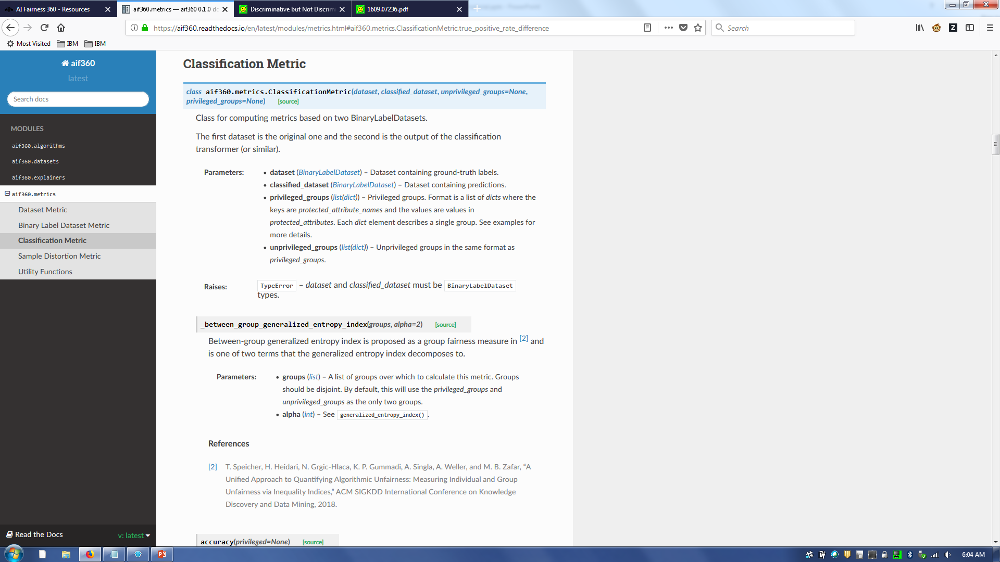 AI Fairness 360 - Resources
aif360.metrics — aif360 0.1.0 do
Discriminative but Not Discrim
1609.07236.pdf
https://aif360.readthedocs.io/en/latest/modules/metrics.html#aif360.metrics.ClassificationMetric.true_positive_rate_difference
Search
Most Visited
IBM
IBM
aif360
latest
Search docs
MODULES
aif360.algorithms
aif360.datasets
aif360.explainers
aif360.metrics
Dataset Metric
Binary Label Dataset Metric
Classification Metric
Sample Distortion Metric
Utility Functions
Read the Docs
v: latest
Classification Metric
class aif360.metrics.ClassificationMetric(dataset, classified_dataset, unprivileged_groups=None,
privileged_groups=None) [source]
Class for computing metrics based on two BinaryLabelDatasets.
The first dataset is the original one and the second is the output of the classification
transformer (or similar).
Parameters:
• dataset (BinaryLabelDataset) – Dataset containing ground-truth labels.
• classified_dataset (BinaryLabelDataset) – Dataset containing predictions.
• privileged_groups (list(dict)) – Privileged groups. Format is a list of dicts where the
keys are protected_attribute_names and the values are values in
protected_attributes. Each dict element describes a single group. See examples for
more details.
• unprivileged_groups (list(dict)) – Unprivileged groups in the same format as
privileged_groups.
Raises:
TypeError – dataset and classified_dataset must be BinaryLabelDataset
types.
_between_group_generalized_entropy_index(groups, alpha=2) [source]
Between-group generalized entropy index is proposed as a group fairness measure in [2] and
is one of two terms that the generalized entropy index decomposes to.
Parameters:
• groups (list) – A list of groups over which to calculate this metric. Groups
should be disjoint. By default, this will use the privileged_groups and
unprivileged_groups as the only two groups.
• alpha (int) – See generalized_entropy_index().
References
[2] T. Speicher, H. Heidari, N. Grgic-Hlaca, K. P. Gummadi, A. Singla, A. Weller, and M. B. Zafar, “A
Unified Approach to Quantifying Algorithmic Unfairness: Measuring Individual and Group
Unfairness via Inequality Indices,” ACM SIGKDD International Conference on Knowledge
Discovery and Data Mining, 2018.
accuracy(privileged=None) [source]
6:04 AM